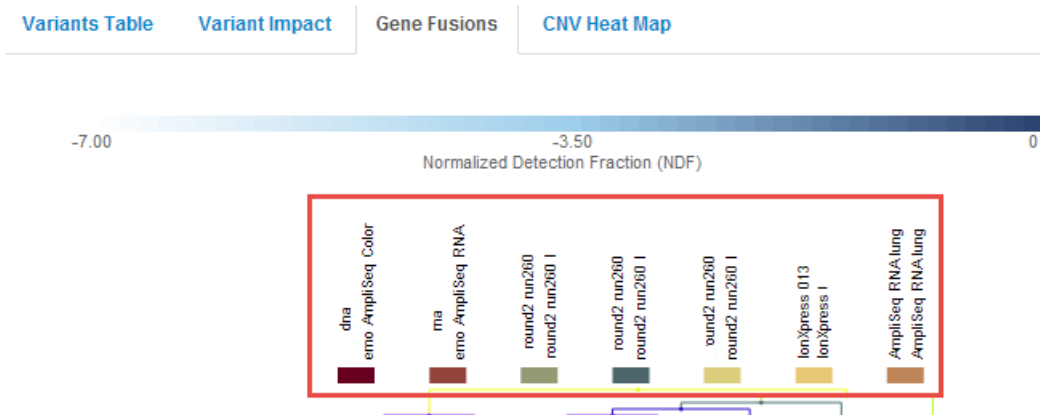 Variants Table Variant Impact Gene Fusions CNV Heat Map
-7.00 -3.50 0
Normalized Detection Fraction (NDF)
dna
emo AmpliSeq Color
rna
emo AmpliSeq RNA
round2 run260
round2 run260 I
round2 run260
round2 run260 I
ound2 run260
round2 run260 I
IonXpress 013
IonXpress I
AmpliSeq RNA lung
AmpliSeq RNA lung